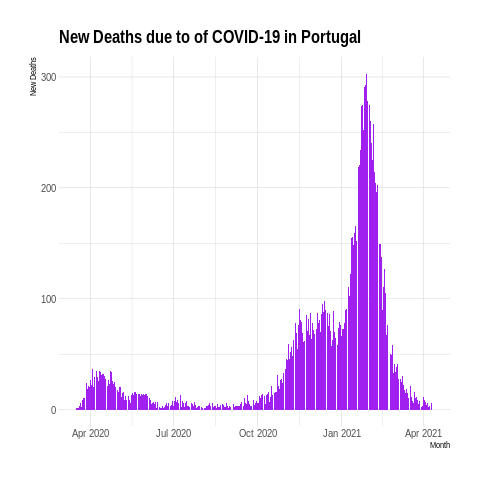 New Deaths due to of COVID-19 in Portugal
New Deaths
300
200
100
0
Apr 2020 Jul 2020 Oct 2020 Jan 2021 Apr 2021
Month